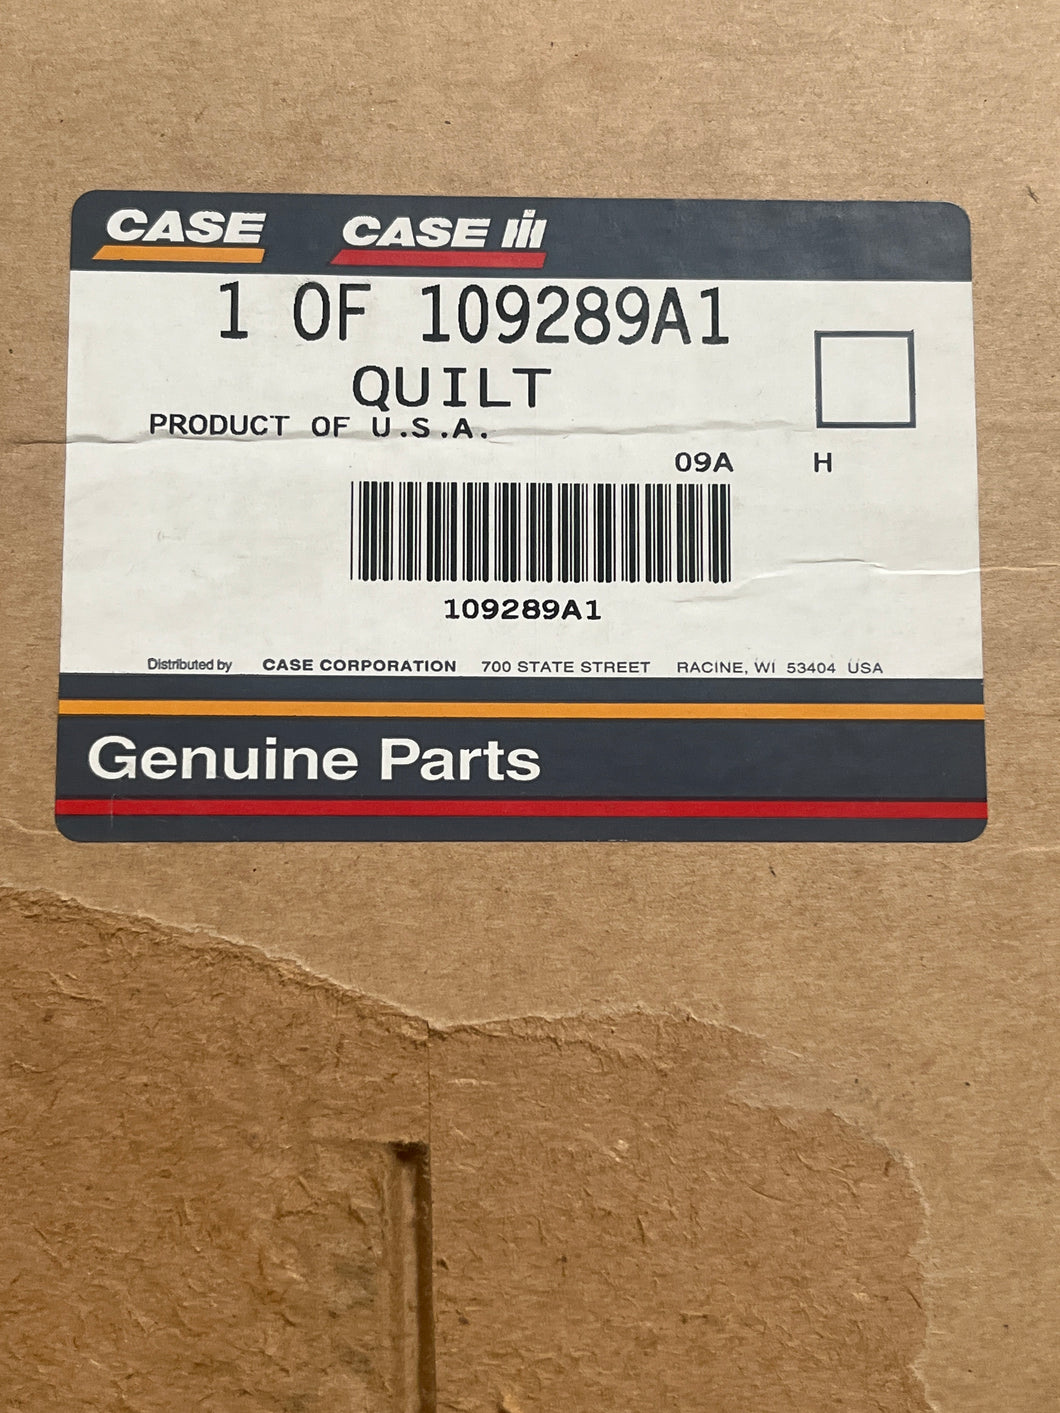 CASE CASE IH
1 OF 109289A1
QUILT
PRODUCT OF U.S.A.
09A H
109289A1
Distributed by CASE CORPORATION 700 STATE STREET RACINE, WI 53404 USA
Genuine Parts